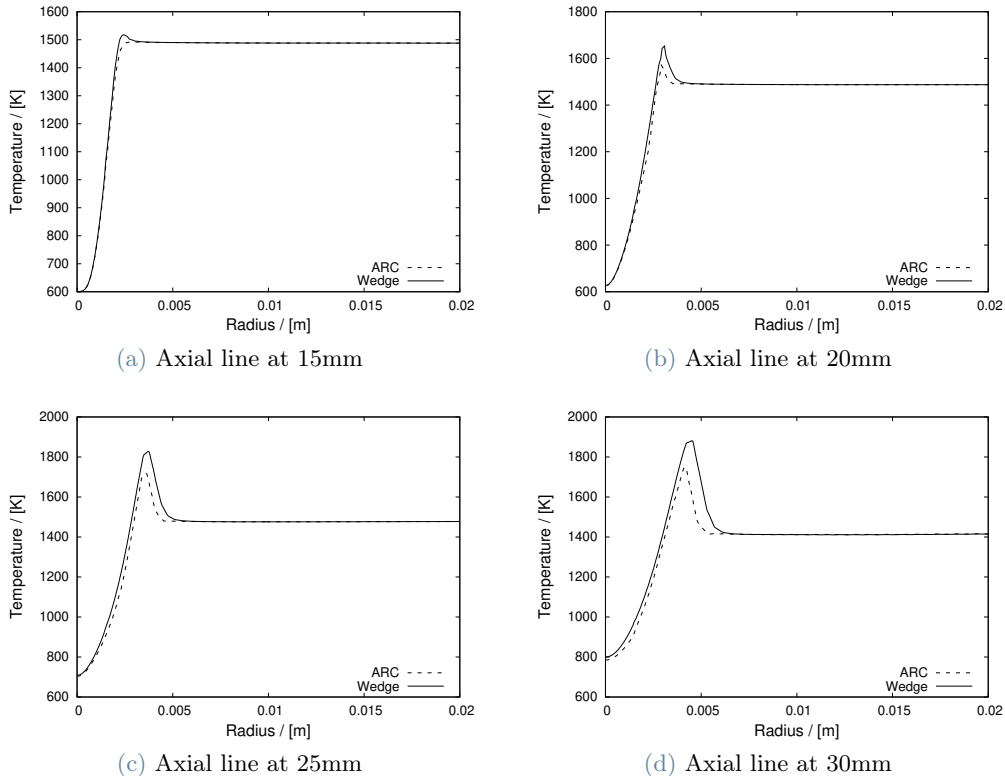 1600
1500
1400
1300
1200
1100
1000
900
800
700
600
Temperature / [K]
ARC
Wedge
0 0.005 0.01 0.015 0.02
Radius / [m]
(a) Axial line at 15mm
1800
1600
1400
1200
1000
800
600
Temperature / [K]
ARC
Wedge
0 0.005 0.01 0.015 0.02
Radius / [m]
(b) Axial line at 20mm
2000
1800
1600
1400
1200
1000
800
600
Temperature / [K]
ARC
Wedge
0 0.005 0.01 0.015 0.02
Radius / [m]
(c) Axial line at 25mm
2000
1800
1600
1400
1200
1000
800
600
Temperature / [K]
ARC
Wedge
0 0.005 0.01 0.015 0.02
Radius / [m]
(d) Axial line at 30mm